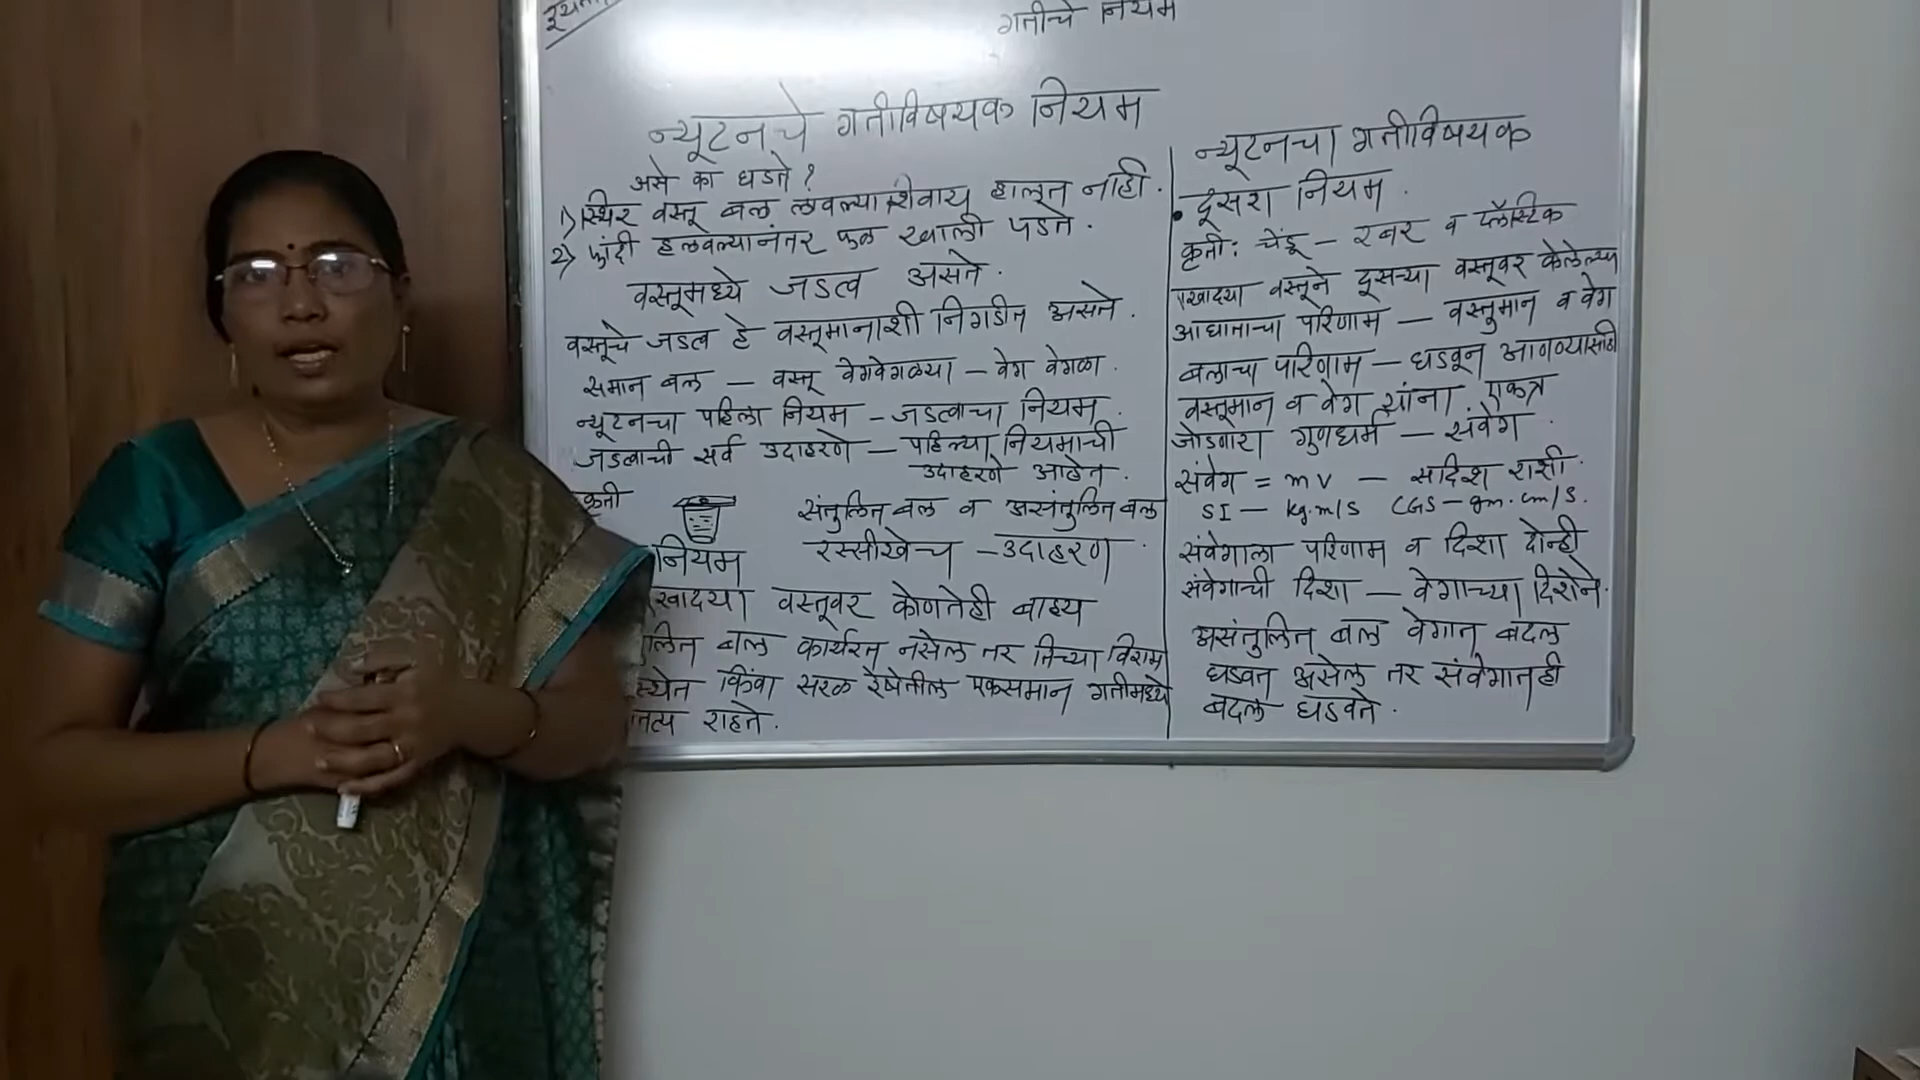 गतीचे नियम
न्यूटनचे गतीविषयक नियम
असे का घडते?
1) स्थिर वस्तू बल लावल्याशिवाय हालत नाही.
2) फांदी हलवल्यानंतर फळ खाली पडते.
वस्तूमध्ये जडत्व असते.
वस्तूचे जडत्व हे वस्तूमानाशी निगडीत असते.
समान बल – वस्तू वेगवेगळ्या – वेग वेगळा.
न्यूटनचा पहिला नियम – जडत्वाचा नियम.
जडत्वाची सर्व उदाहरणे – पहिल्या नियमाची
उदाहरणे आहेत.
कृती
संतुलित बल व असंतुलित बल
रस्सीखेच – उदाहरण.
नियम
एखादया वस्तूवर कोणतेही बाह्य
बल कार्यरत नसेल तर तिच्या विराम
किंवा सरळ रेषेतील एकसमान गतीमध्ये
राहते.
न्यूटनचा गतीविषयक
दूसरा नियम.
कृती: चेंडू – रबर व प्लॅस्टिक
एखादया वस्तूने दूसऱ्या वस्तूवर केलेल्या
आघाताचा परिणाम – वस्तुमान व वेग
बलाचा परिणाम – घडवून आणण्यासाठी
वस्तूमान व वेग यांना एकत्र
जोडणारा गुणधर्म – संवेग.
संवेग = mv – सदिश राशी.
SI – kg.m/s CGS – gm.cm/s.
संवेगाला परिणाम व दिशा दोन्ही
संवेगाची दिशा – वेगाच्या दिशेने.
असंतुलित बल वेगात बदल
घडवत असेल तर संवेगातही
बदल घडवते.